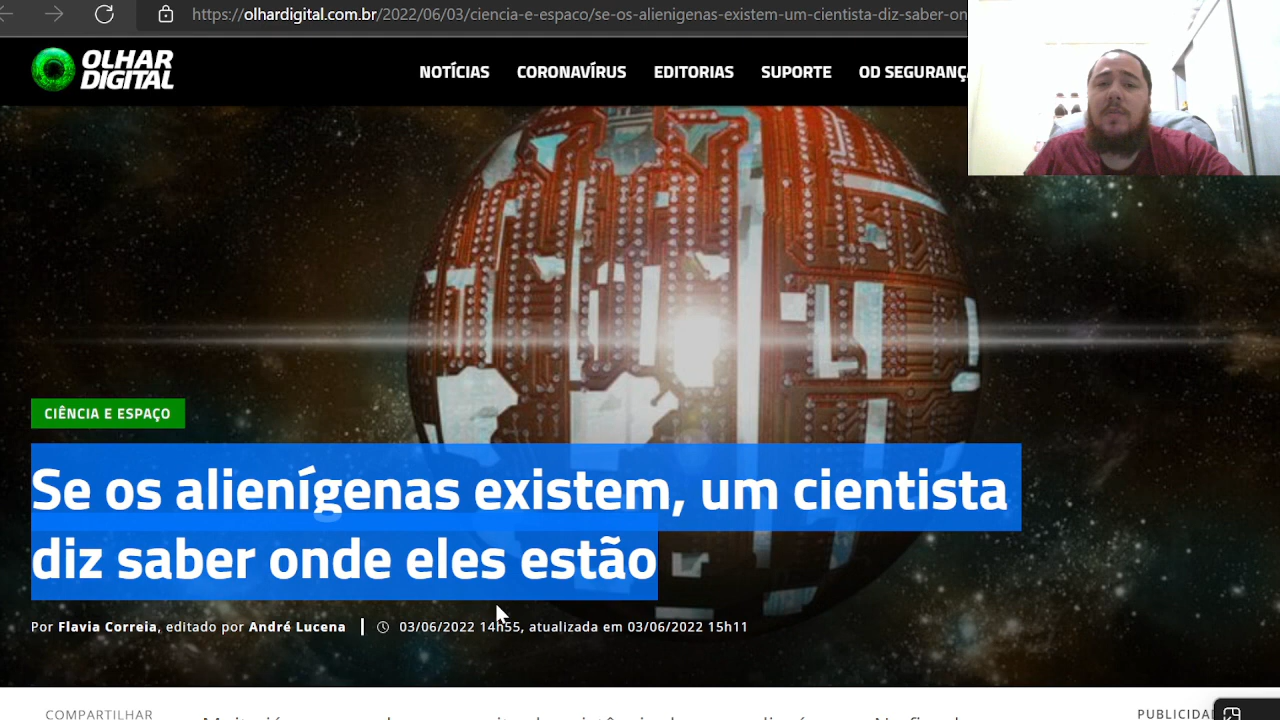 https://olhardigital.com.br/2022/06/03/ciencia-e-espaco/se-os-alienigenas-existem-um-cientista-diz-saber-on
OLHAR
DIGITAL
NOTÍCIAS CORONAVÍRUS EDITORIAS SUPORTE OD SEGURANÇA
CIÊNCIA E ESPAÇO
Se os alienígenas existem, um cientista
diz saber onde eles estão
Por Flavia Correia, editado por André Lucena 03/06/2022 14h55, atualizada em 03/06/2022 15h11
COMPARTILHAR